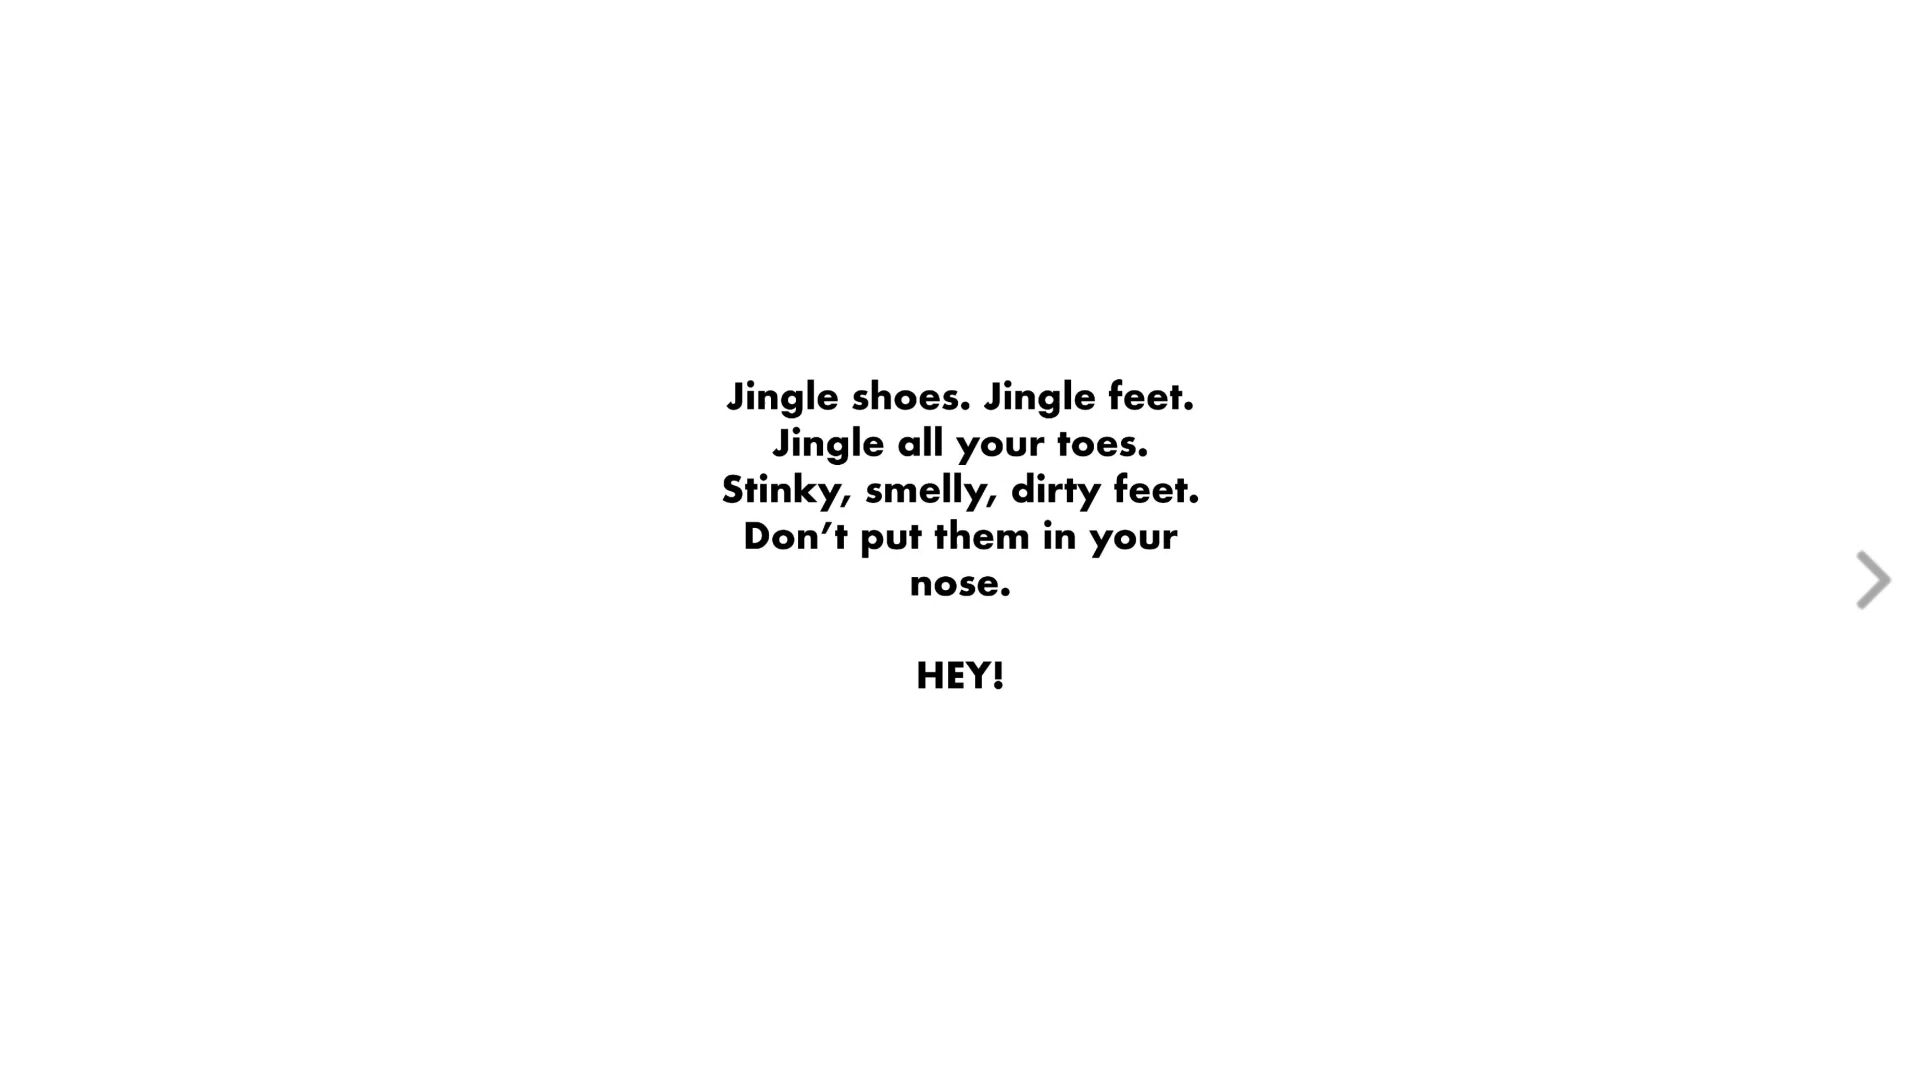 Jingle shoes. Jingle feet.
Jingle all your toes.
Stinky, smelly, dirty feet.
Don’t put them in your
nose.
HEY!